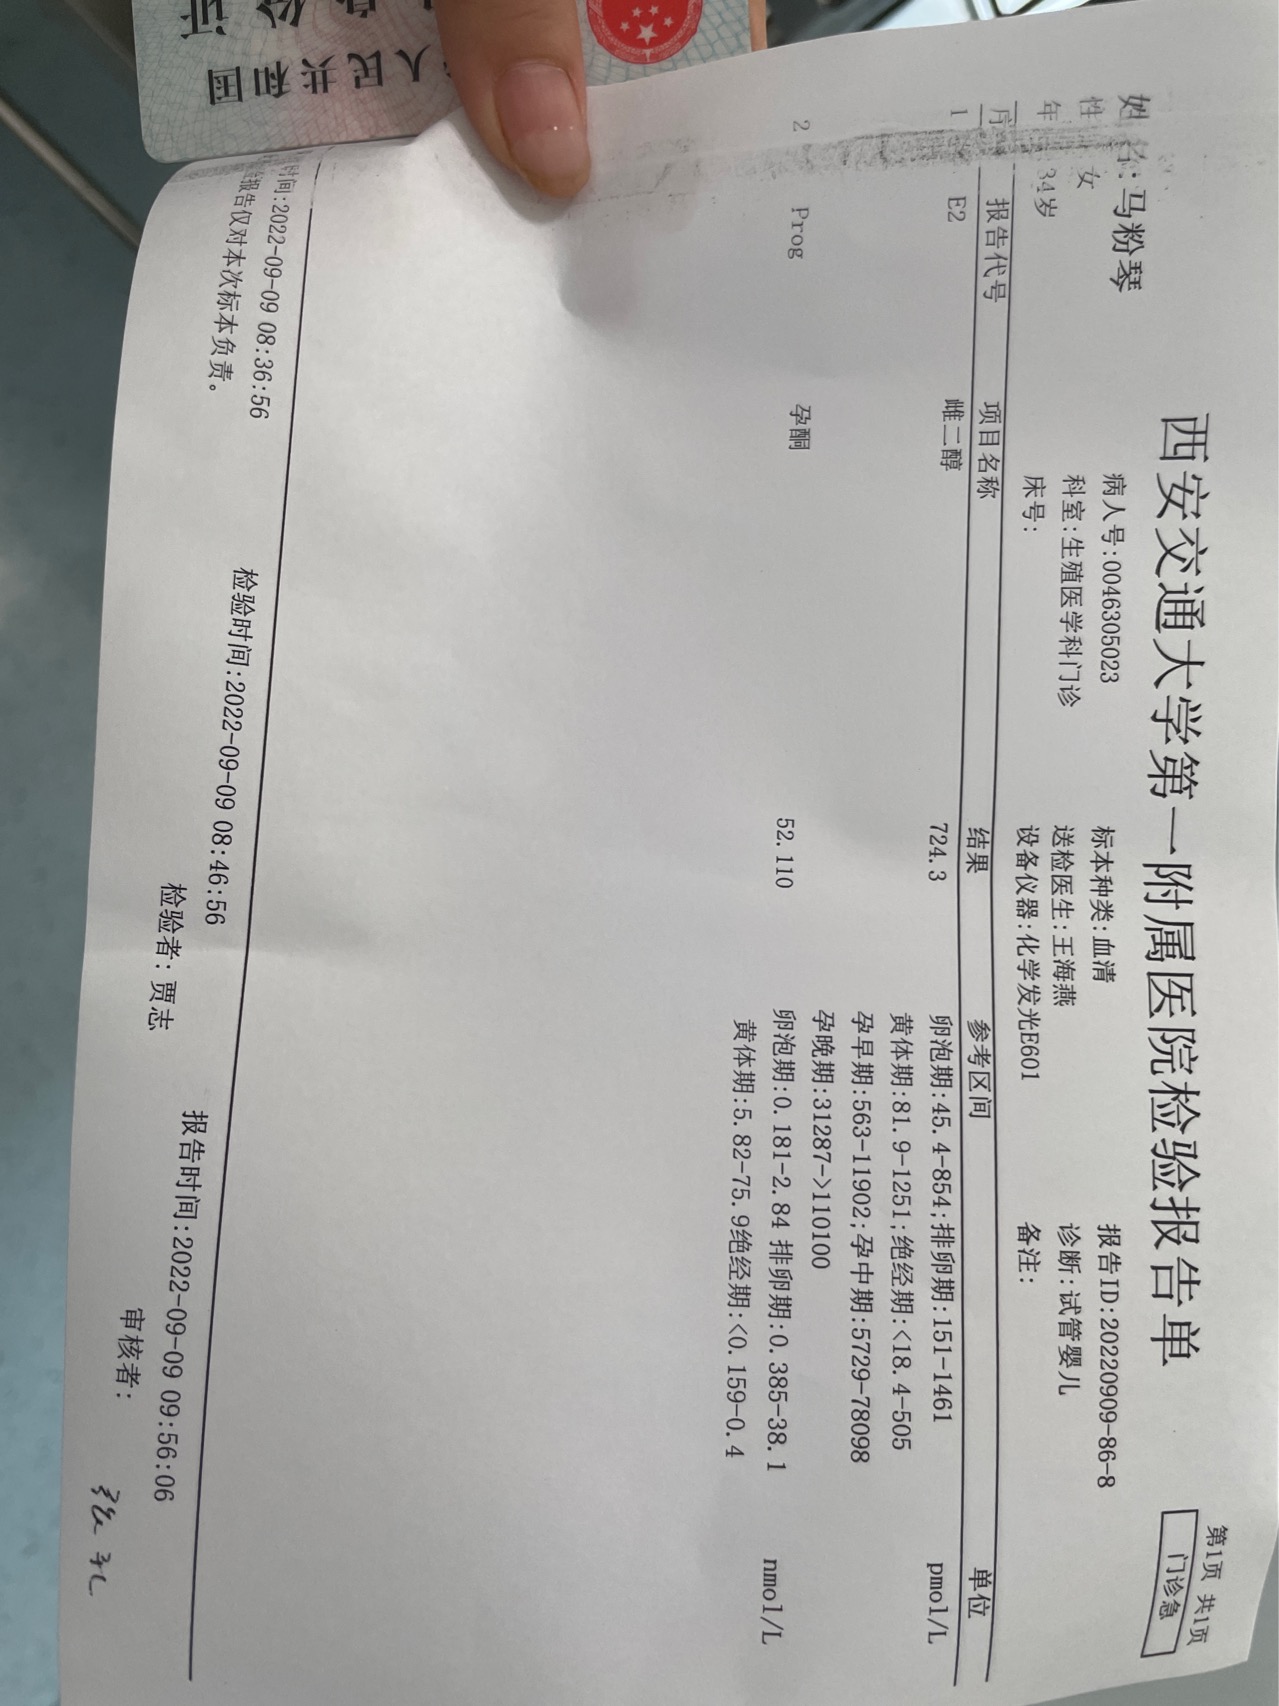 人民共和国
西安交通大学第一附属医院检验报告单
第1页 共1页
门诊急
姓 名:马粉琴
病人号:0046305023
标本种类:血清
报告ID:20220909-86-8
性 女
科室:生殖医学科门诊
送检医生:王海燕
诊断:试管婴儿
年 34岁
床号:
设备仪器:化学发光E601
备注:
序 报告代号 项目名称 结果 参考区间 单位
1 E2 雌二醇 724.3 卵泡期:45.4-854;排卵期:151-1461 pmol/L
黄体期:81.9-1251;绝经期:<18.4-505
孕早期:563-11902;孕中期:5729-78098
孕晚期:31287->110100
2 Prog 孕酮 52.110 卵泡期:0.181-2.84 排卵期:0.385-38.1 nmol/L
黄体期:5.82-75.9绝经期:<0.159-0.4
时间:2022-09-09 08:36:56
检验时间:2022-09-09 08:46:56
报告时间:2022-09-09 09:56:06
报告仅对本次标本负责。
检验者:贾志
审核者: